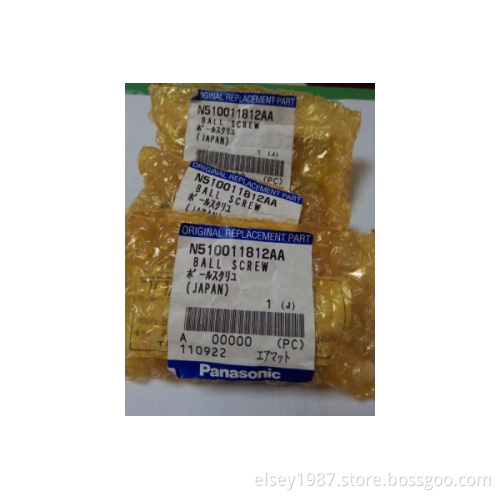 ORIGINAL REPLACEMENT PART
N510011812AA
BALL SCREW
ﾎﾞｰﾙｽｸﾘｭ
(JAPAN)
1 (J)
(PC)
ORIGINAL REPLACEMENT PART
N510011812AA
BALL SCREW
ﾎﾞｰﾙｽｸﾘｭ
(JAPAN)
ORIGINAL REPLACEMENT PART
N510011812AA
BALL SCREW
ﾎﾞｰﾙｽｸﾘｭ
(JAPAN)
1 (J)
A 00000 (PC)
110922 ｴｱﾏｯﾄ
Panasonic
elsey1987.store.bossgoo.com